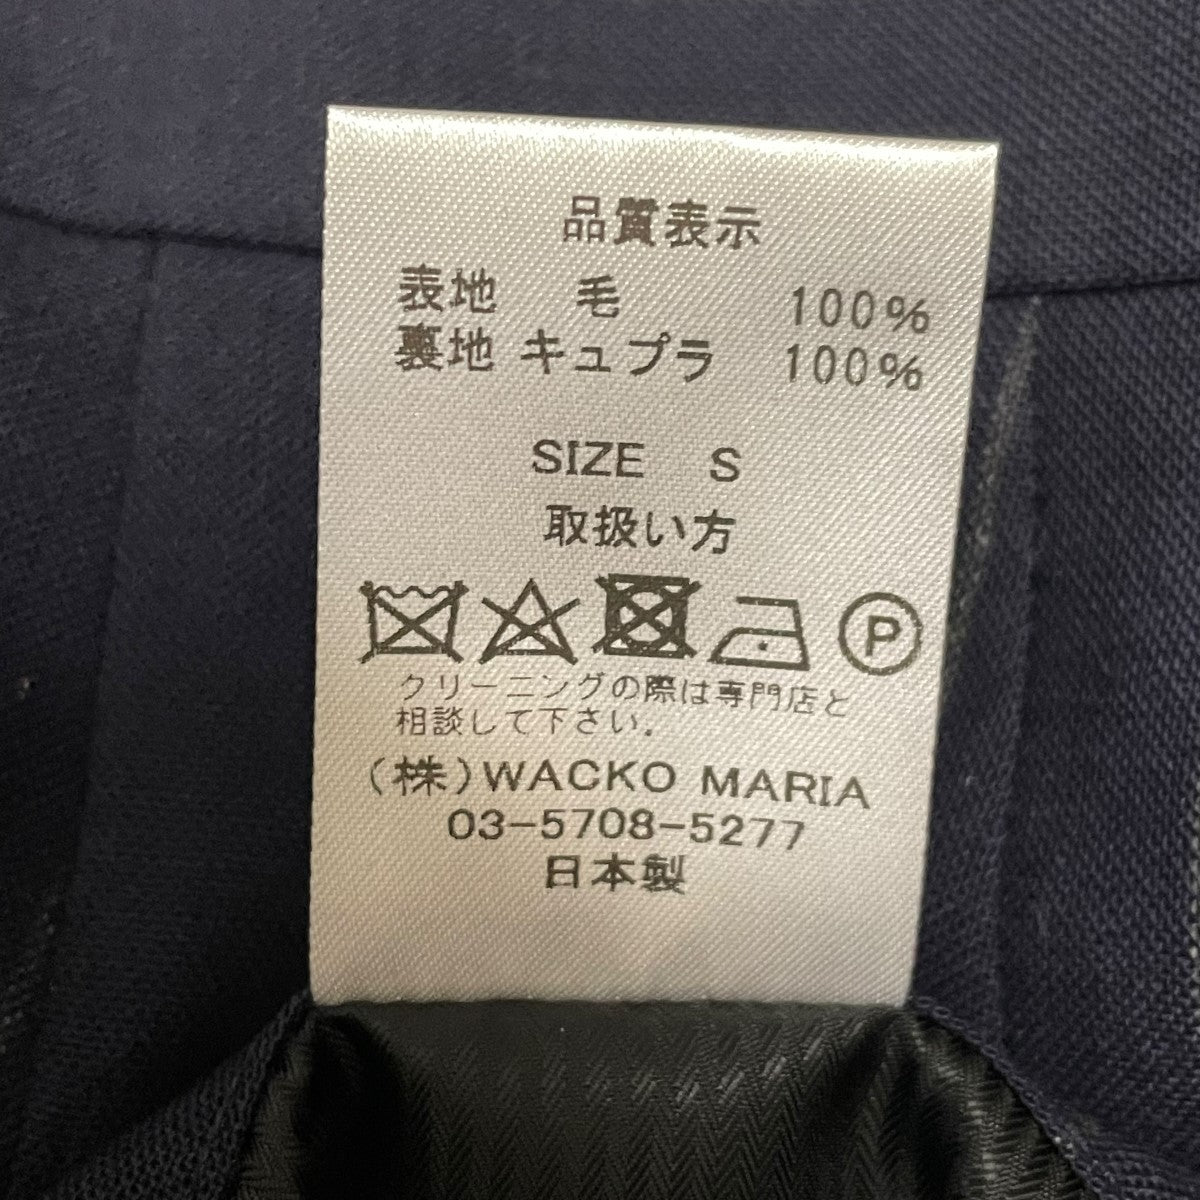 品質表示
表地 毛 100%
裏地 キュプラ 100%
SIZE S
取扱い方
P
クリーニングの際は専門店と
相談して下さい。
(株)WACKO MARIA
03-5708-5277
日本製